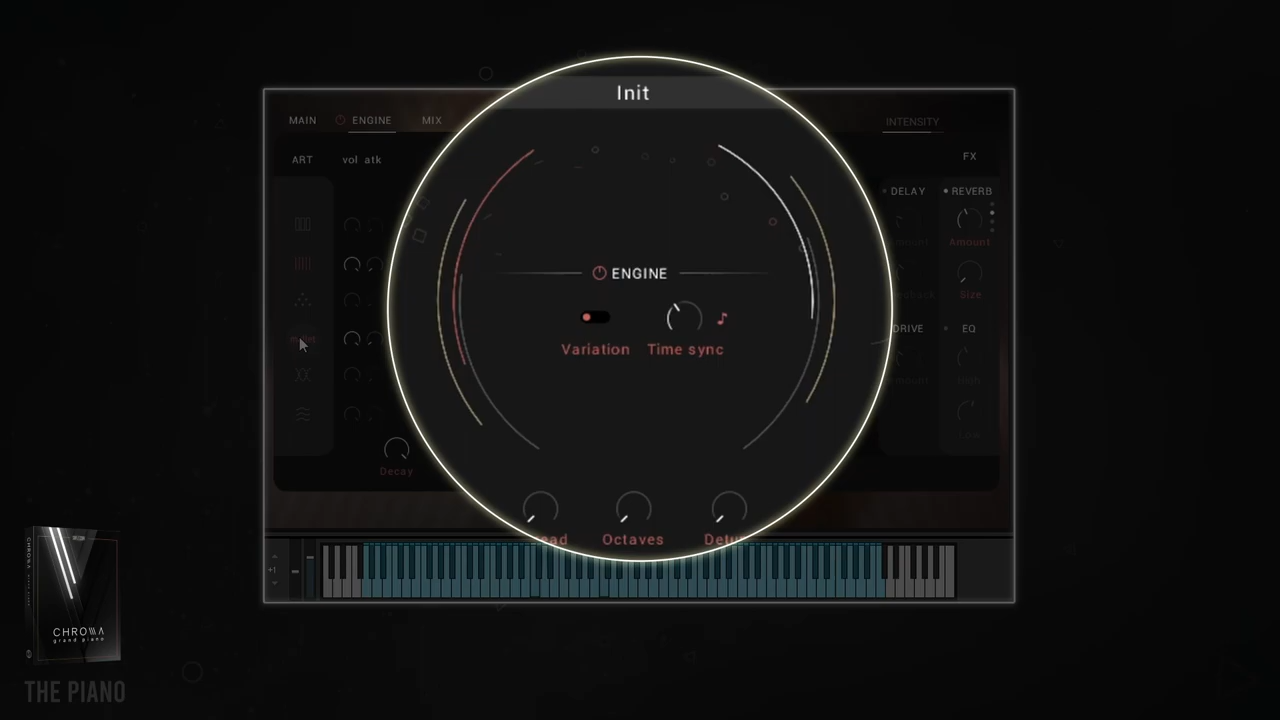 Init
MAIN ENGINE MIX INTENSITY
ART vol atk FX
DELAY REVERB
Amount
ENGINE
Size
Variation Time sync
DRIVE EQ
Decay
Octaves
+1
CHROMA
grand piano
THE PIANO